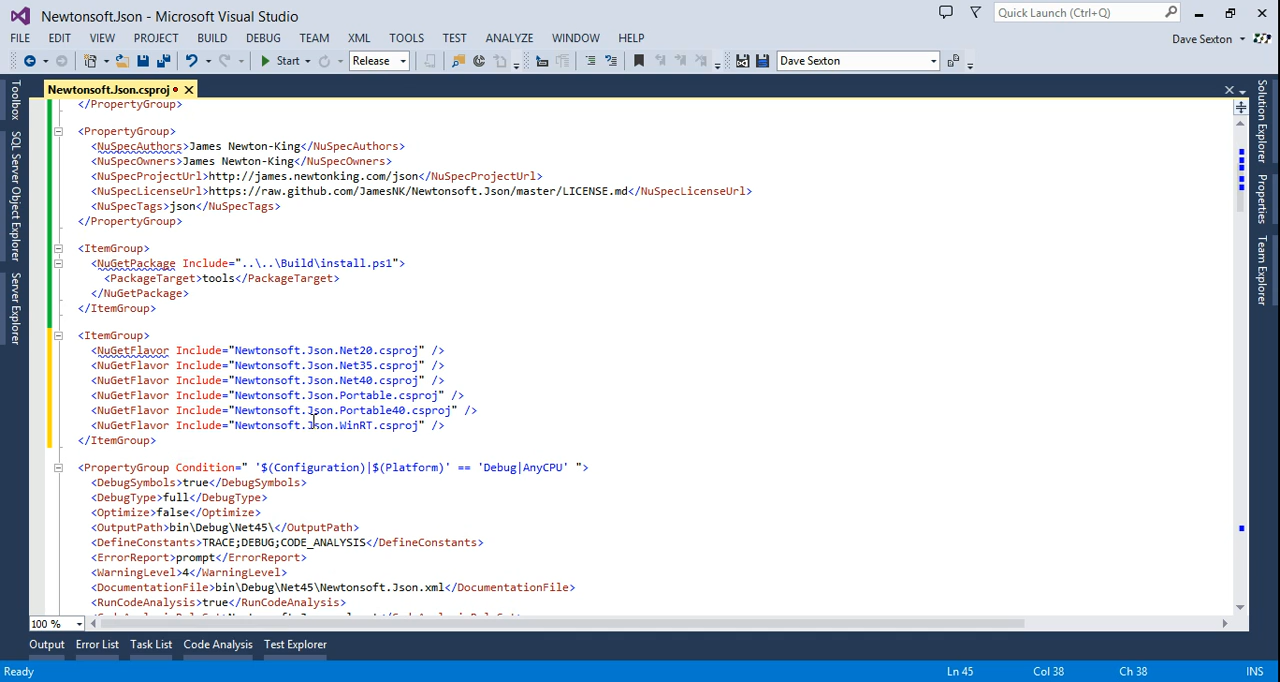 Newtonsoft.Json - Microsoft Visual Studio
Quick Launch (Ctrl+Q)
FILE EDIT VIEW PROJECT BUILD DEBUG TEAM XML TOOLS TEST ANALYZE WINDOW HELP
Dave Sexton
Start Release Dave Sexton
Newtonsoft.Json.csproj
Toolbox
SQL Server Object Explorer
Server Explorer
</PropertyGroup>
<PropertyGroup>
<NuSpecAuthors>James Newton-King</NuSpecAuthors>
<NuSpecOwners>James Newton-King</NuSpecOwners>
<NuSpecProjectUrl>http://james.newtonking.com/json</NuSpecProjectUrl>
<NuSpecLicenseUrl>https://raw.github.com/JamesNK/Newtonsoft.Json/master/LICENSE.md</NuSpecLicenseUrl>
<NuSpecTags>json</NuSpecTags>
</PropertyGroup>
<ItemGroup>
<NuGetPackage Include="..\..\Build\install.ps1">
<PackageTarget>tools</PackageTarget>
</NuGetPackage>
</ItemGroup>
<ItemGroup>
<NuGetFlavor Include="Newtonsoft.Json.Net20.csproj" />
<NuGetFlavor Include="Newtonsoft.Json.Net35.csproj" />
<NuGetFlavor Include="Newtonsoft.Json.Net40.csproj" />
<NuGetFlavor Include="Newtonsoft.Json.Portable.csproj" />
<NuGetFlavor Include="Newtonsoft.Json.Portable40.csproj" />
<NuGetFlavor Include="Newtonsoft.Json.WinRT.csproj" />
</ItemGroup>
<PropertyGroup Condition=" '$(Configuration)|$(Platform)' == 'Debug|AnyCPU' ">
<DebugSymbols>true</DebugSymbols>
<DebugType>full</DebugType>
<Optimize>false</Optimize>
<OutputPath>bin\Debug\Net45\</OutputPath>
<DefineConstants>TRACE;DEBUG;CODE_ANALYSIS</DefineConstants>
<ErrorReport>prompt</ErrorReport>
<WarningLevel>4</WarningLevel>
<DocumentationFile>bin\Debug\Net45\Newtonsoft.Json.xml</DocumentationFile>
<RunCodeAnalysis>true</RunCodeAnalysis>
Solution Explorer
Properties
Team Explorer
100 %
Output Error List Task List Code Analysis Test Explorer
Ready Ln 45 Col 38 Ch 38 INS